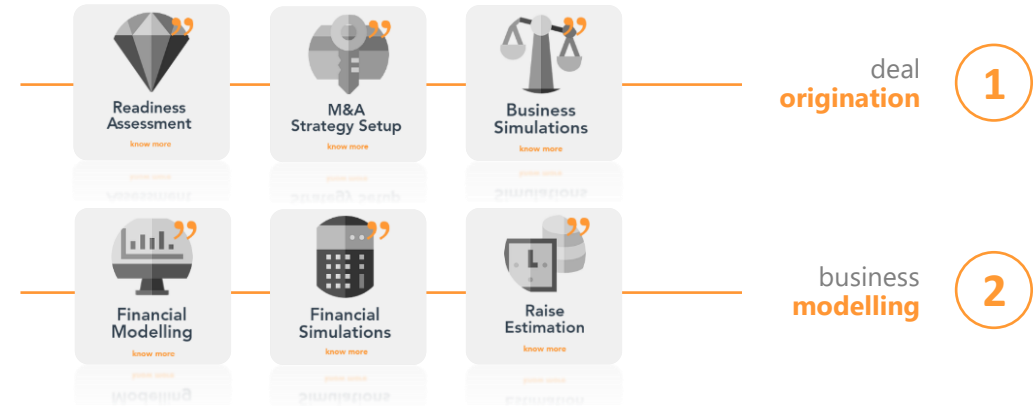 Readiness
Assessment
know more
M&A
Strategy Setup
know more
Business
Simulations
know more
deal
origination
1
Financial
Modelling
know more
Financial
Simulations
know more
Raise
Estimation
know more
business
modelling
2